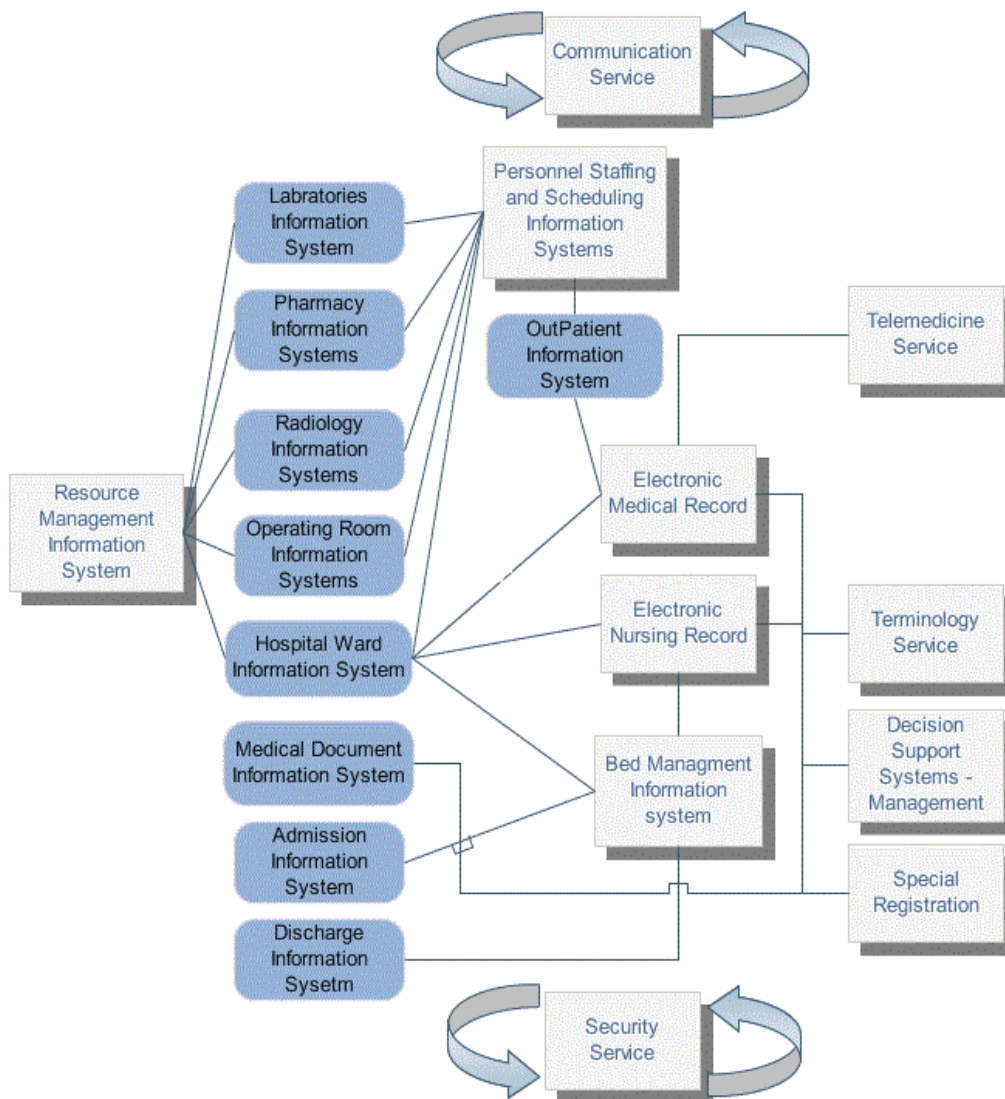 Communication
Service
Personnel Staffing
and Scheduling
Information
Systems
Labratories
Information
System
Pharmacy
Information
Systems
OutPatient
Information
System
Telemedicine
Service
Radiology
Information
Systems
Electronic
Medical Record
Resource
Management
Information
System
Operating Room
Information
Systems
Electronic
Nursing Record
Hospital Ward
Information System
Terminology
Service
Medical Document
Information System
Bed Managment
Information
system
Decision
Support
Systems -
Management
Admission
Information
System
Special
Registration
Discharge
Information
Sysetm
Security
Service